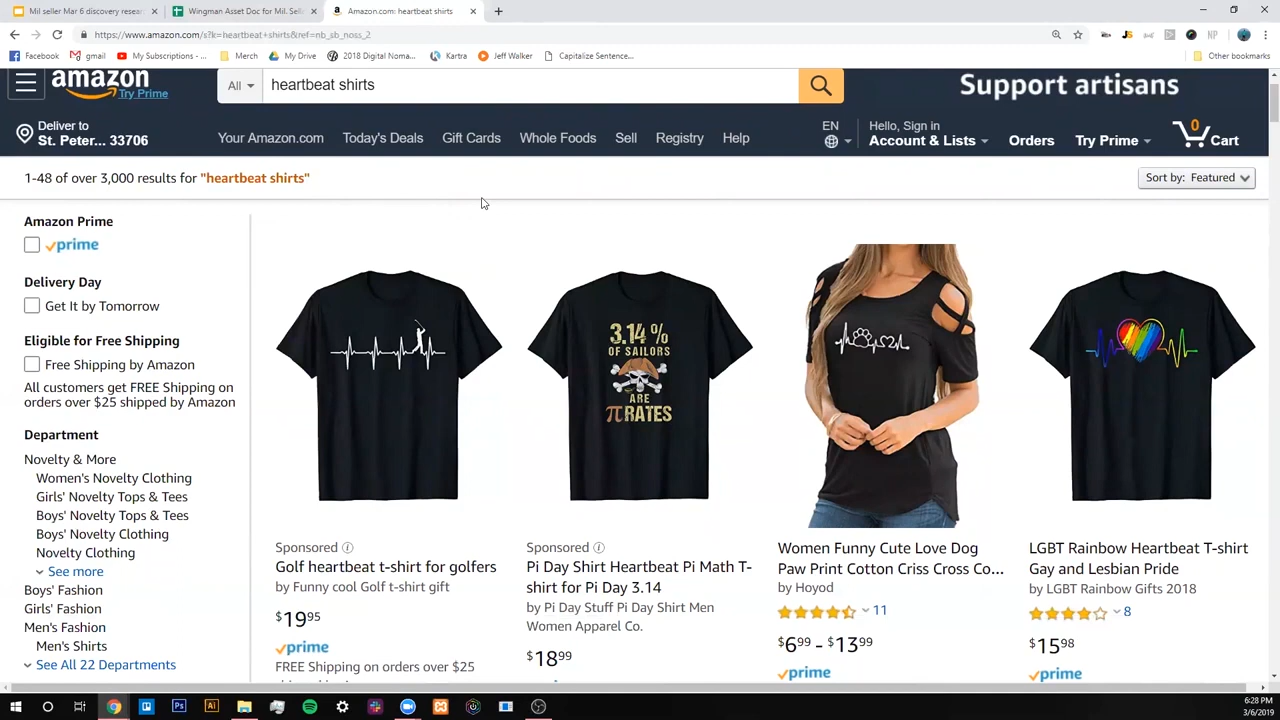 Mil seller Mar 6 discovery resear
Wingman Asset Doc for Mil. Selle
Amazon.com: heartbeat shirts
https://www.amazon.com/s?k=heartbeat+shirts&ref=nb_sb_noss_2
Facebook
gmail
My Subscriptions - ...
Merch
My Drive
2018 Digital Noma...
Kartra
Jeff Walker
Capitalize Sentence...
Other bookmarks
amazon
Try Prime
All
heartbeat shirts
Support artisans
Deliver to
St. Peter... 33706
Your Amazon.com
Today's Deals
Gift Cards
Whole Foods
Sell
Registry
Help
EN
Hello, Sign in
Account & Lists
Orders
Try Prime
0
Cart
1-48 of over 3,000 results for "heartbeat shirts"
Sort by: Featured
Amazon Prime
prime
Delivery Day
Get It by Tomorrow
Eligible for Free Shipping
Free Shipping by Amazon
All customers get FREE Shipping on
orders over $25 shipped by Amazon
Department
Novelty & More
Women's Novelty Clothing
Girls' Novelty Tops & Tees
Boys' Novelty Tops & Tees
Boys' Novelty Clothing
Novelty Clothing
See more
Boys' Fashion
Girls' Fashion
Men's Fashion
Men's Shirts
See All 22 Departments
Sponsored
Golf heartbeat t-shirt for golfers
by Funny cool Golf t-shirt gift
$1995
prime
FREE Shipping on orders over $25
3.14 %
OF SAILORS
ARE
πRATES
Sponsored
Pi Day Shirt Heartbeat Pi Math T-
shirt for Pi Day 3.14
by Pi Day Stuff Pi Day Shirt Men
Women Apparel Co.
$1899
Women Funny Cute Love Dog
Paw Print Cotton Criss Cross Co...
by Hoyod
11
$699 - $1399
prime
LGBT Rainbow Heartbeat T-shirt
Gay and Lesbian Pride
by LGBT Rainbow Gifts 2018
8
$1598
prime
6:28 PM
3/6/2019